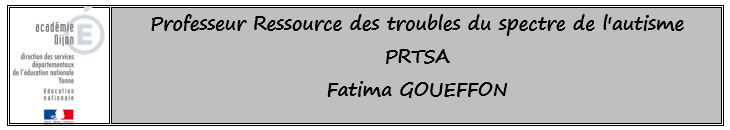 académie
Dijon
É
direction des services
départementaux
de l'éducation nationale
Yonne
éducation
nationale
Professeur Ressource des troubles du spectre de l'autisme
PRTSA
Fatima GOUEFFON